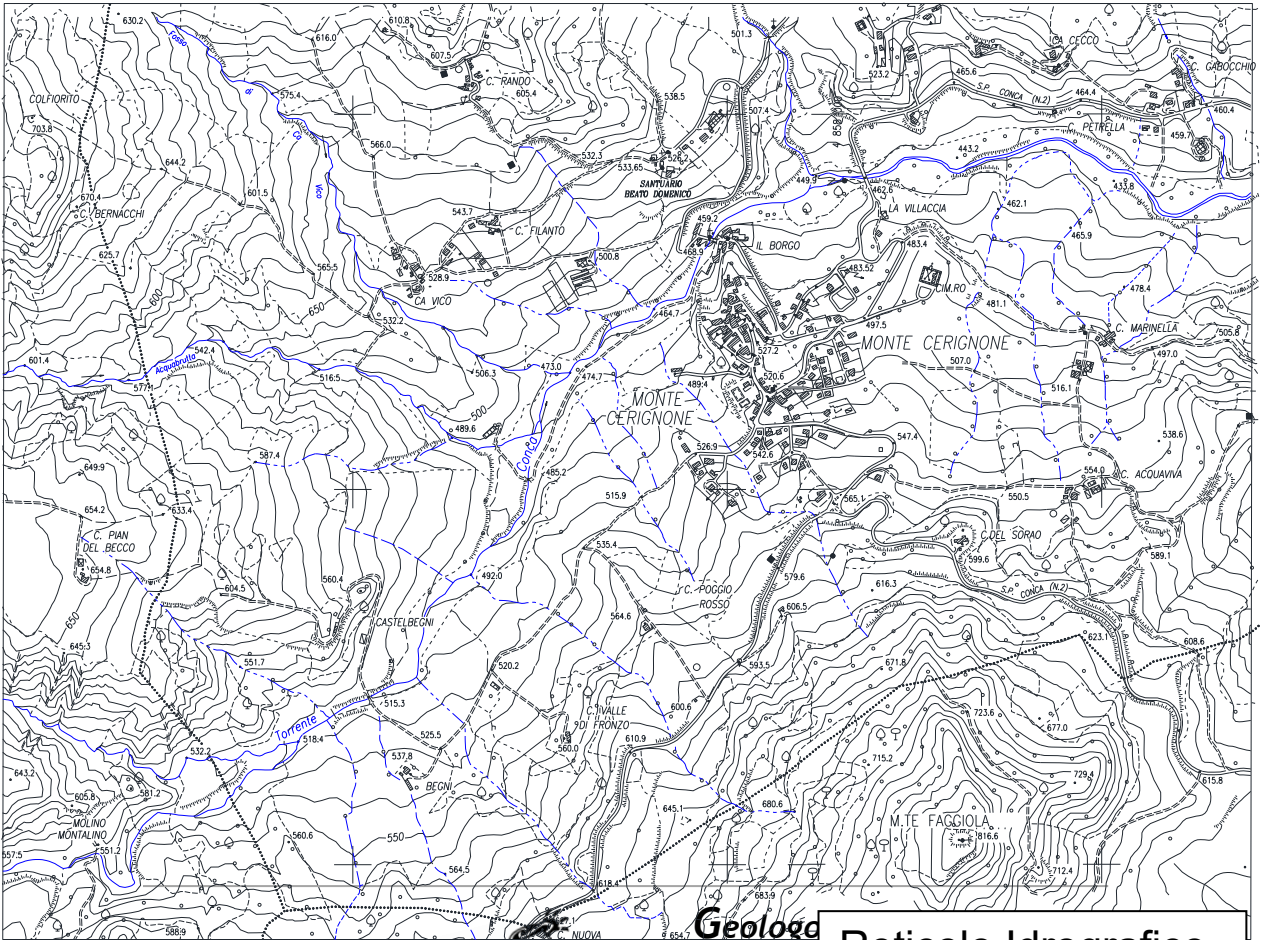 630.2
616.0
610.8
607.5
C. RANDO
605.4
501.3
538.5
507.4
523.2
CA CECCO
465.6
S.P. CONCA (N.2)
464.4
C. GABOCCHIO
460.4
Fosso
di
Ca
Vico
575.4
COLFIORITO
703.8
644.2
566.0
532.3
533.65
526.2
SANTUARIO
BEATO DOMENICO
858
C. PETRELLA
459.7
443.2
433.8
449.9
462.6
462.1
601.5
670.4
C. BERNACCHI
543.7
C. FILANTO
459.2
468.9
IL BORGO
LA VILLACCIA
483.4
465.9
625.7
565.5
528.9
CA VICO
500.8
483.52
CIM.RO
478.4
481.1
600
650
532.2
464.7
497.5
C. MARINELLA
505.8
497.0
601.4
542.4
Acquabrutta
577.1
516.5
506.3
473.0
474.7
527.2
520.6
489.4
MONTE CERIGNONE
507.0
516.1
MONTE
CERIGNONE
500
489.6
Conca
485.2
526.9
542.6
547.4
538.6
587.4
649.9
654.2
633.4
515.9
565.1
550.5
554.0
C. ACQUAVIVA
C. PIAN
DEL BECCO
654.8
604.5
560.4
535.4
492.0
C. DEL SORAO
599.6
589.1
579.6
616.3
S.P. CONCA (N.2)
C. POGGIO
ROSSO
606.5
564.6
CASTELBEGNI
650
645.3
551.7
520.2
593.5
671.8
623.1
608.6
515.3
C. VALLE
DI FRONZO
600.6
723.6
677.0
Torrente
518.4
532.2
525.5
537.8
560.0
610.9
715.2
729.4
615.8
643.2
605.8
581.2
BEGNI
645.1
680.6
M.TE FAGGIOLA
816.6
MOLINO
MONTALINO
551.2
557.5
560.6
550
564.5
618.4
683.9
712.4
588.9
C. NUOVA
654.7
Geologo
Reticolo Idrografico